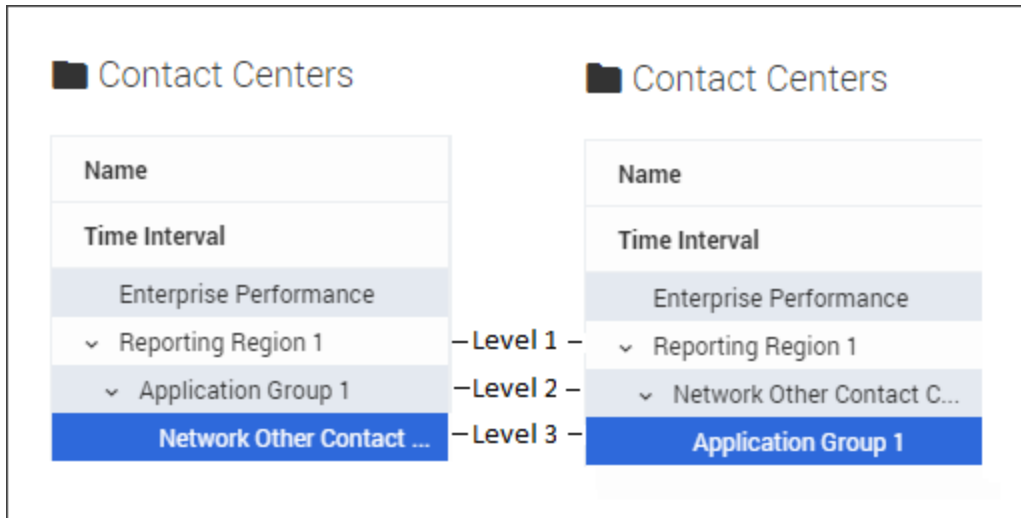 Contact Centers
Name
Time Interval
Enterprise Performance
Reporting Region 1
Application Group 1
Network Other Contact ...
Level 1
Level 2
Level 3
Contact Centers
Name
Time Interval
Enterprise Performance
Reporting Region 1
Network Other Contact C...
Application Group 1